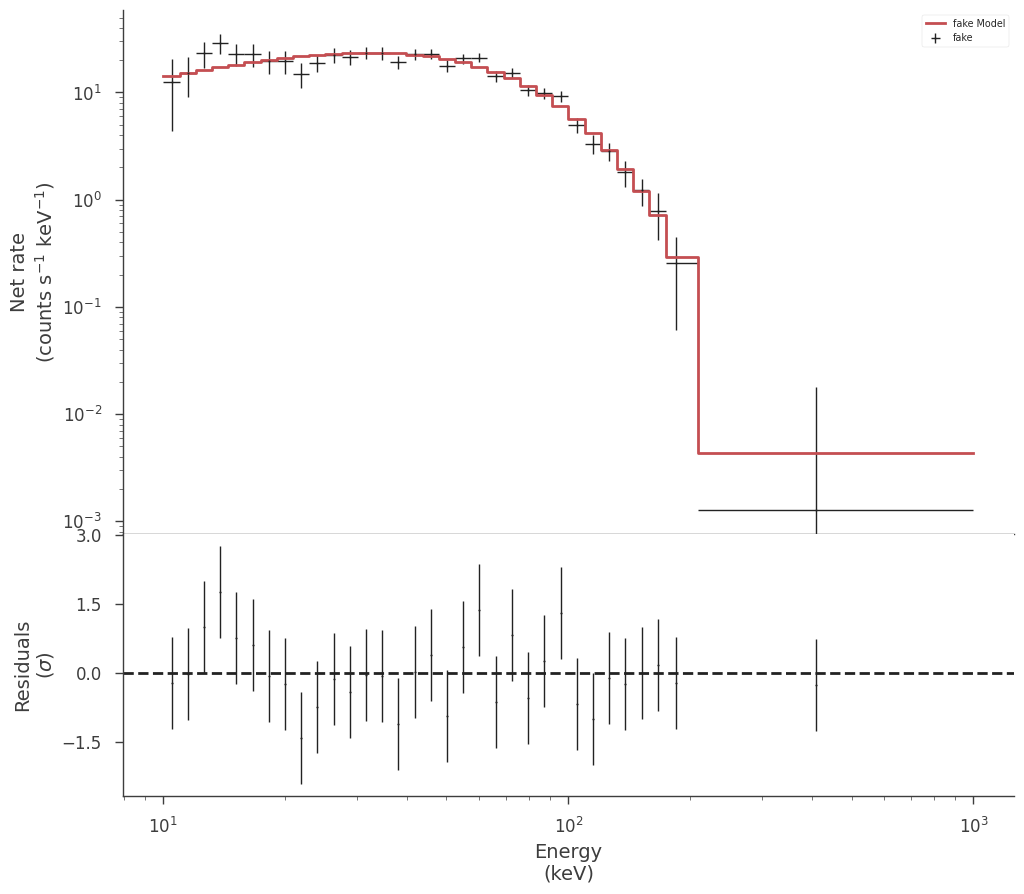 fake Model
fake
Net rate
(counts s⁻¹ keV⁻¹)
10¹
10⁰
10⁻¹
10⁻²
10⁻³
3.0
1.5
0.0
−1.5
Residuals
(σ)
10¹
10²
10³
Energy
(keV)